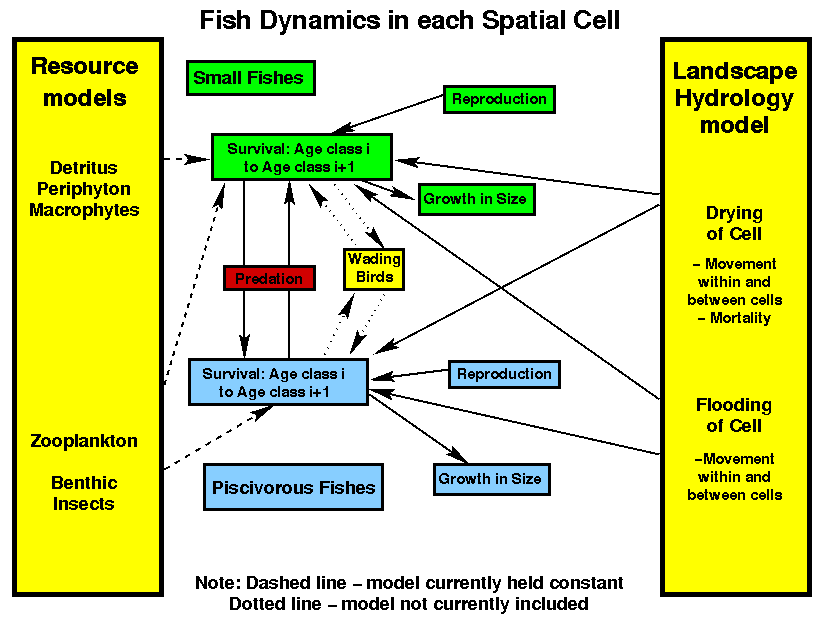 Fish Dynamics in each Spatial Cell
Resource
models
Detritus
Periphyton
Macrophytes
Zooplankton
Benthic
Insects
Small Fishes
Reproduction
Survival: Age class i
to Age class i+1
Growth in Size
Predation
Wading
Birds
Survival: Age class i
to Age class i+1
Reproduction
Growth in Size
Piscivorous Fishes
Landscape
Hydrology
model
Drying
of Cell
– Movement
within and
between cells
– Mortality
Flooding
of Cell
–Movement
within and
between cells
Note: Dashed line – model currently held constant
Dotted line – model not currently included